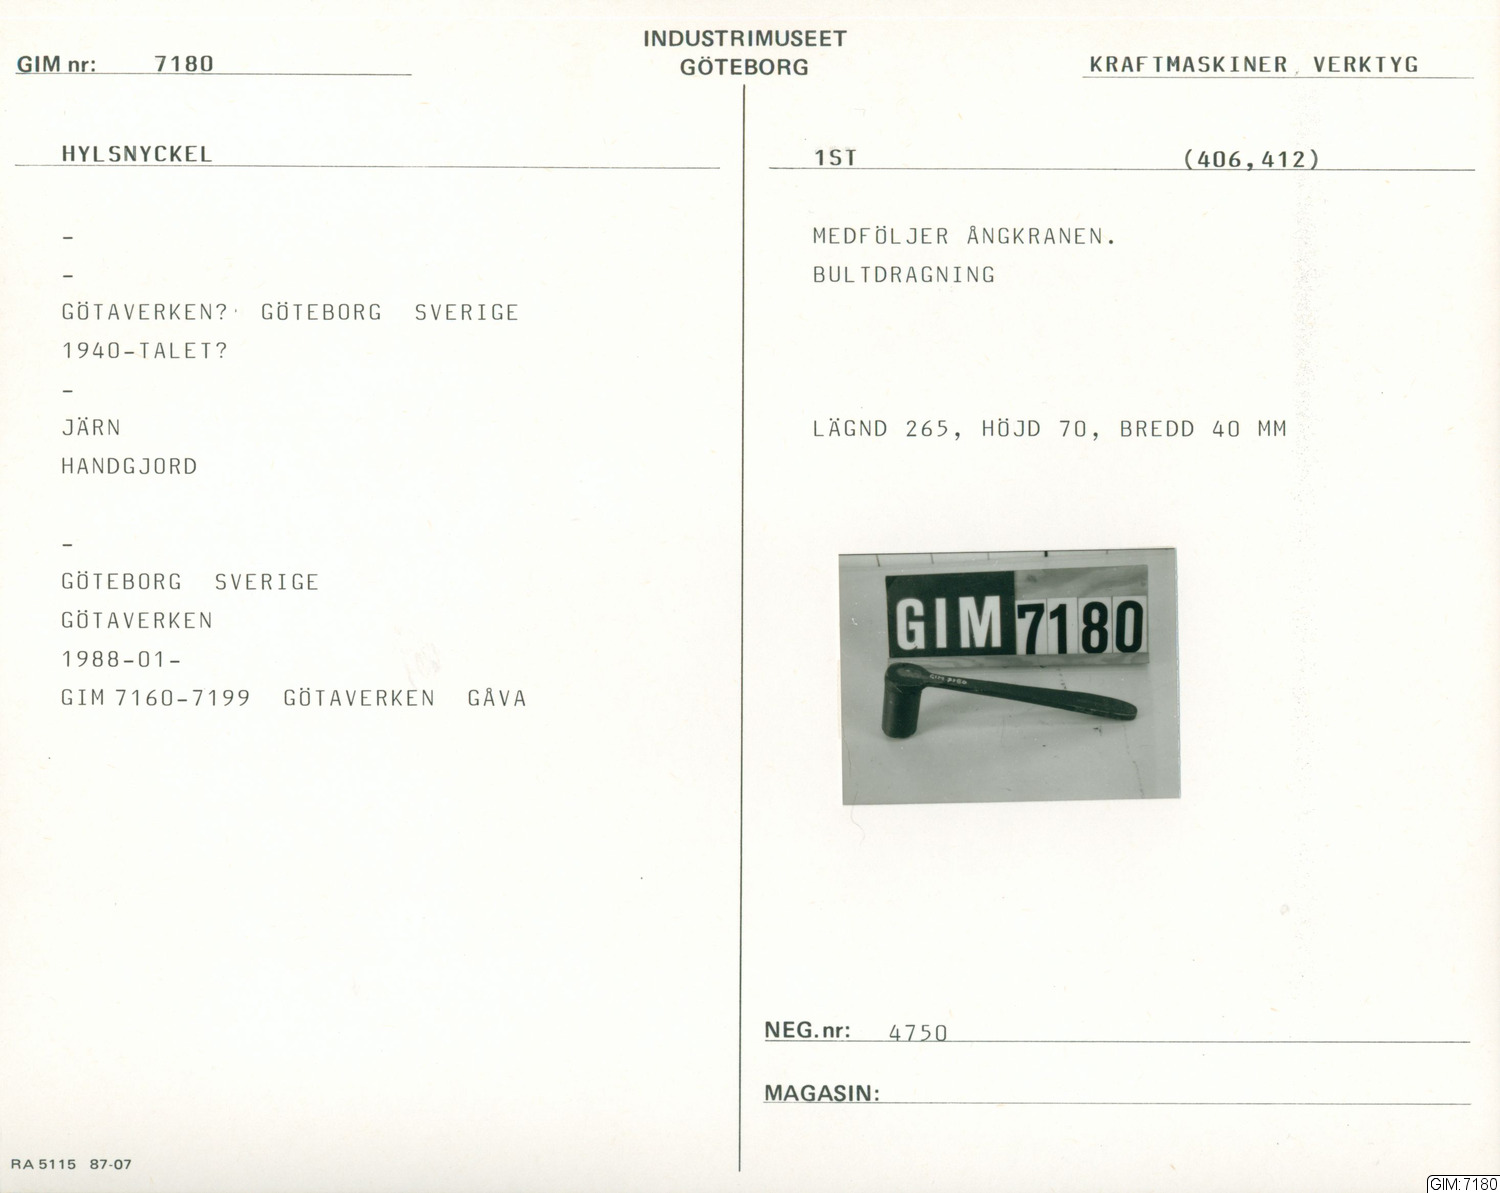 INDUSTRIMUSEET
GÖTEBORG
GIM nr: 7180
KRAFTMASKINER, VERKTYG
HYLSNYCKEL
-
-
GÖTAVERKEN? GÖTEBORG SVERIGE
1940-TALET?
-
JÄRN
HANDGJORD
-
GÖTEBORG SVERIGE
GÖTAVERKEN
1988-01-
GIM 7160-7199 GÖTAVERKEN GÅVA
1ST (406,412)
MEDFÖLJER ÅNGKRANEN.
BULTDRAGNING
LÄGND 265, HÖJD 70, BREDD 40 MM
GIM 7180
GIM 7180
NEG.nr: 4750
MAGASIN:
RA 5115 87-07
GIM:7180